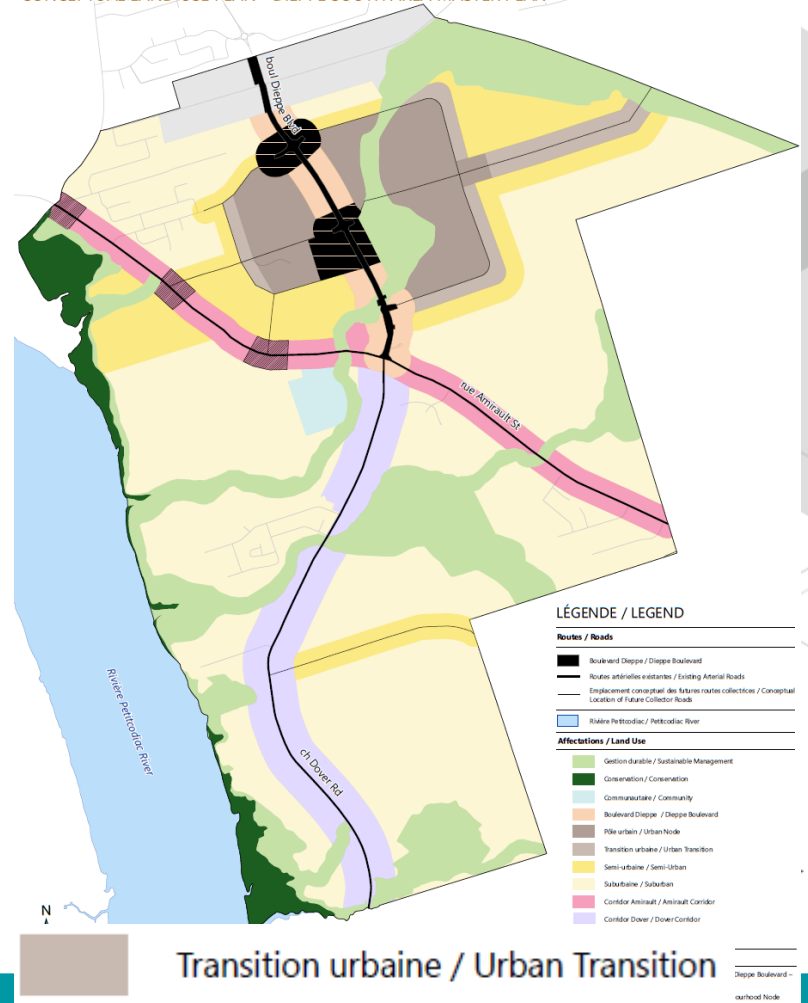 boul Dieppe Blvd
rue Amirault St
Rivière Petitcodiac River
ch Dover Rd
N
LÉGENDE / LEGEND
Routes / Roads
Boulevard Dieppe / Dieppe Boulevard
Routes artérielles existantes / Existing Arterial Roads
Emplacement conceptuel des futures routes collectrices / Conceptual
Location of Future Collector Roads
Rivière Petitcodiac / Petitcodiac River
Affectations / Land Use
Gestion durable / Sustainable Management
Conservation / Conservation
Communautaire / Community
Boulevard Dieppe / Dieppe Boulevard
Pôle urbain / Urban Node
Transition urbaine / Urban Transition
Semi-urbaine / Semi-Urban
Suburbaine / Suburban
Corridor Amirault / Amirault Corridor
Corridor Dover / Dover Corridor
Transition urbaine / Urban Transition
Dieppe Boulevard –
ourhood Node